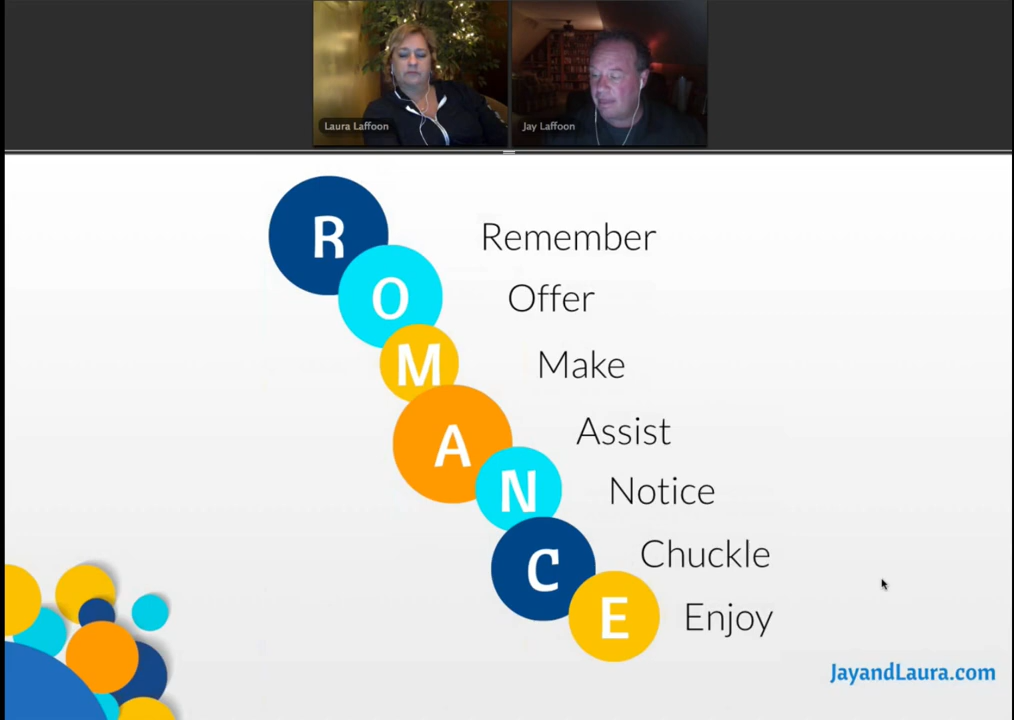 Laura Laffoon
Jay Laffoon
R Remember
O Offer
M Make
A Assist
N Notice
C Chuckle
E Enjoy
JayandLaura.com